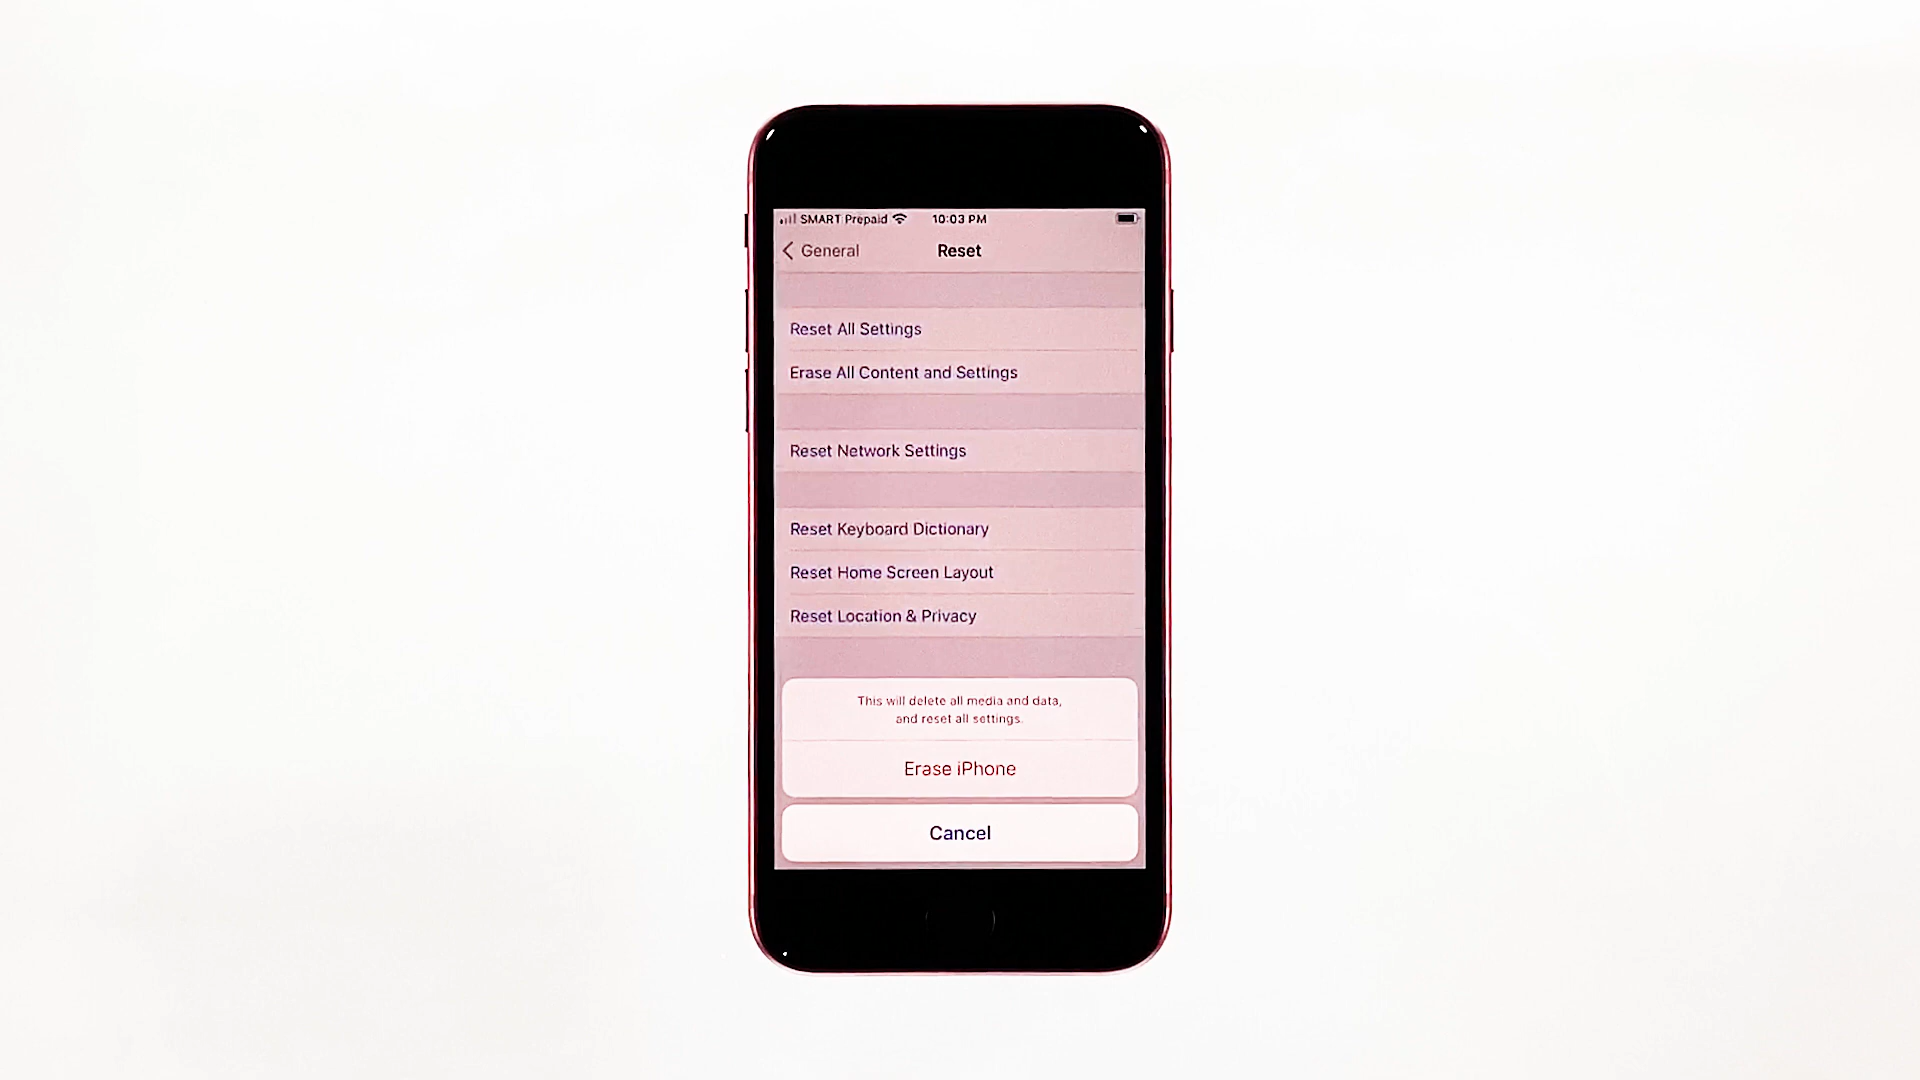 SMART Prepaid 10:03 PM
General Reset
Reset All Settings
Erase All Content and Settings
Reset Network Settings
Reset Keyboard Dictionary
Reset Home Screen Layout
Reset Location & Privacy
This will delete all media and data,
and reset all settings.
Erase iPhone
Cancel